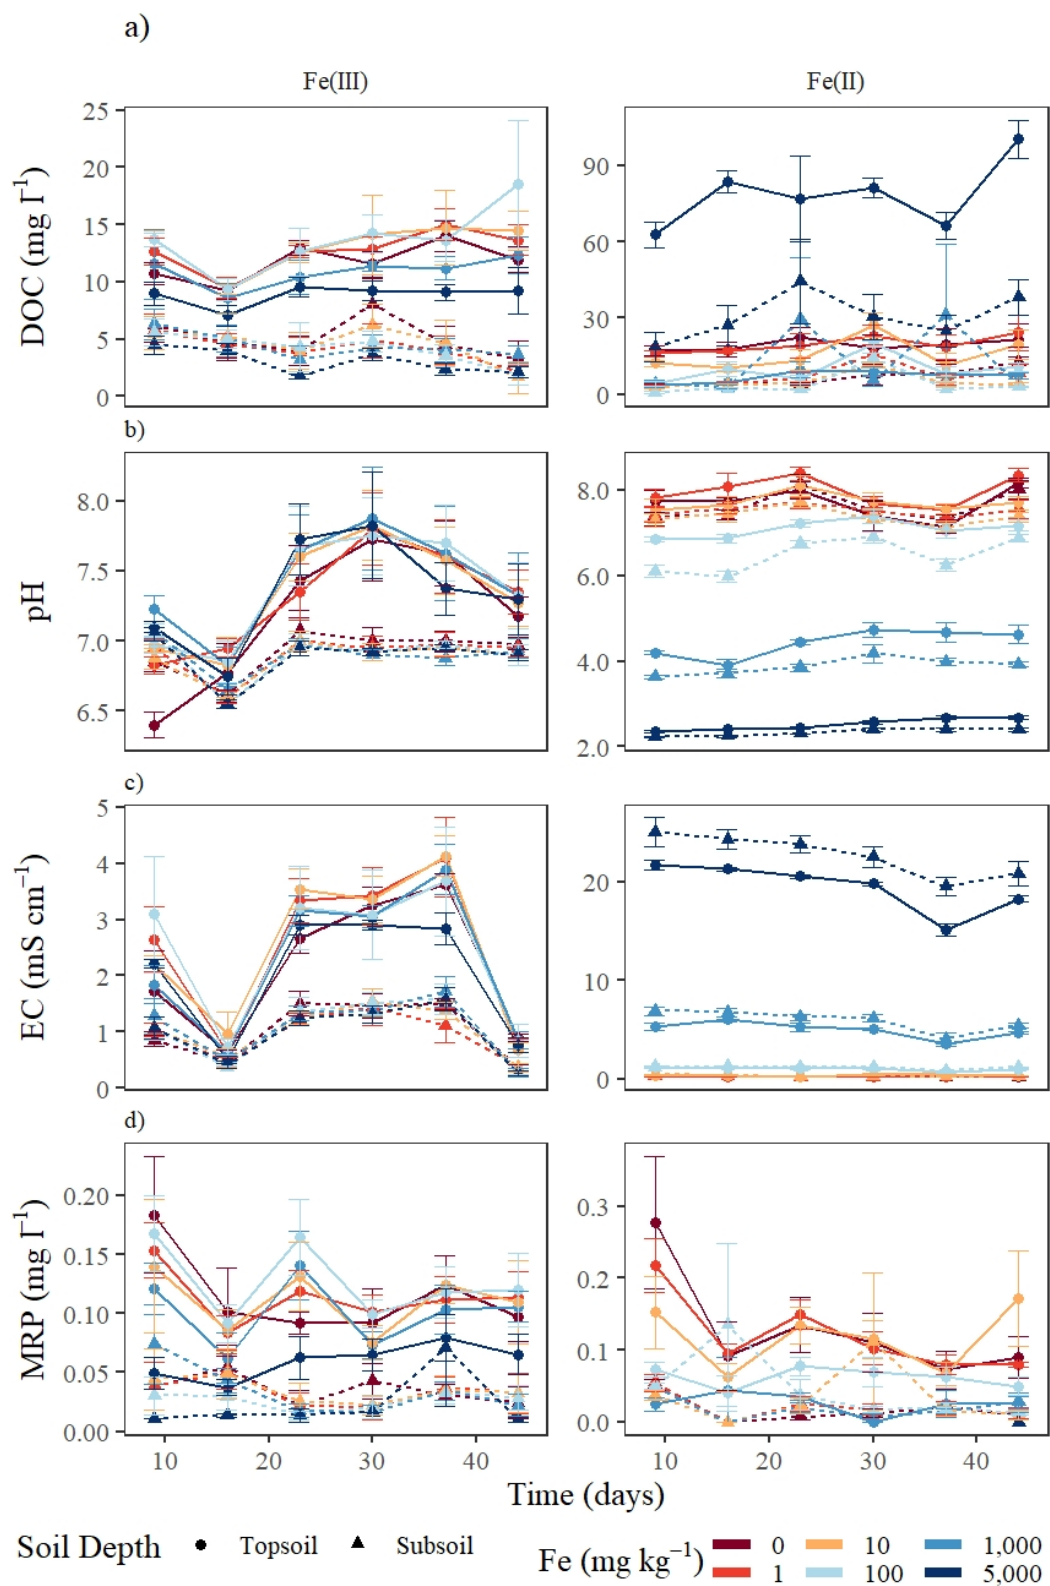 a)
Fe(III) Fe(II)
DOC (mg l⁻¹)
25
20
15
10
5
0
90
60
30
0
b)
pH
8.0
7.5
7.0
6.5
8.0
6.0
4.0
2.0
c)
EC (mS cm⁻¹)
5
4
3
2
1
0
20
10
0
d)
MRP (mg l⁻¹)
0.20
0.15
0.10
0.05
0.00
0.3
0.2
0.1
0.0
10 20 30 40 10 20 30 40
Time (days)
Soil Depth Topsoil Subsoil
Fe (mg kg⁻¹) 0 10 1,000
1 100 5,000